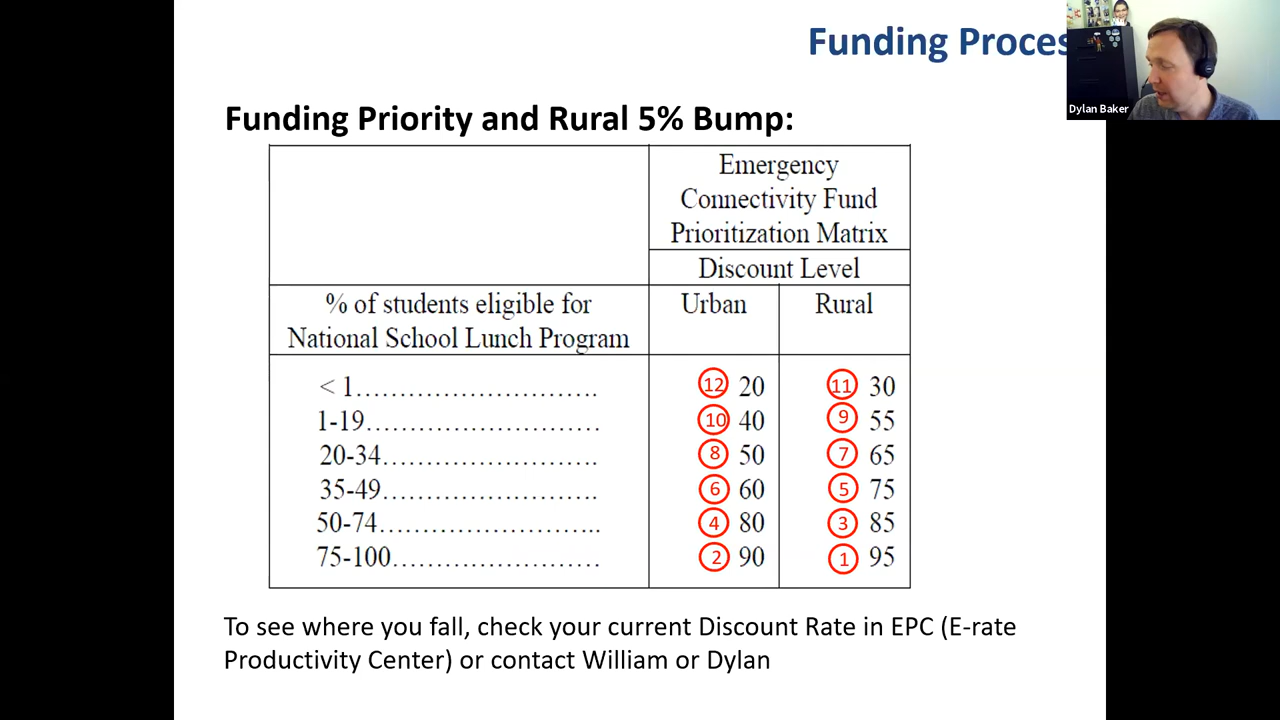 Funding Proces
Dylan Baker
Funding Priority and Rural 5% Bump:
Emergency
Connectivity Fund
Prioritization Matrix
Discount Level
% of students eligible for
National School Lunch Program
Urban
Rural
< 1........................... 12 20 11 30
1-19.......................... 10 40 9 55
20-34........................ 8 50 7 65
35-49........................ 6 60 5 75
50-74......................... 4 80 3 85
75-100....................... 2 90 1 95
To see where you fall, check your current Discount Rate in EPC (E-rate
Productivity Center) or contact William or Dylan